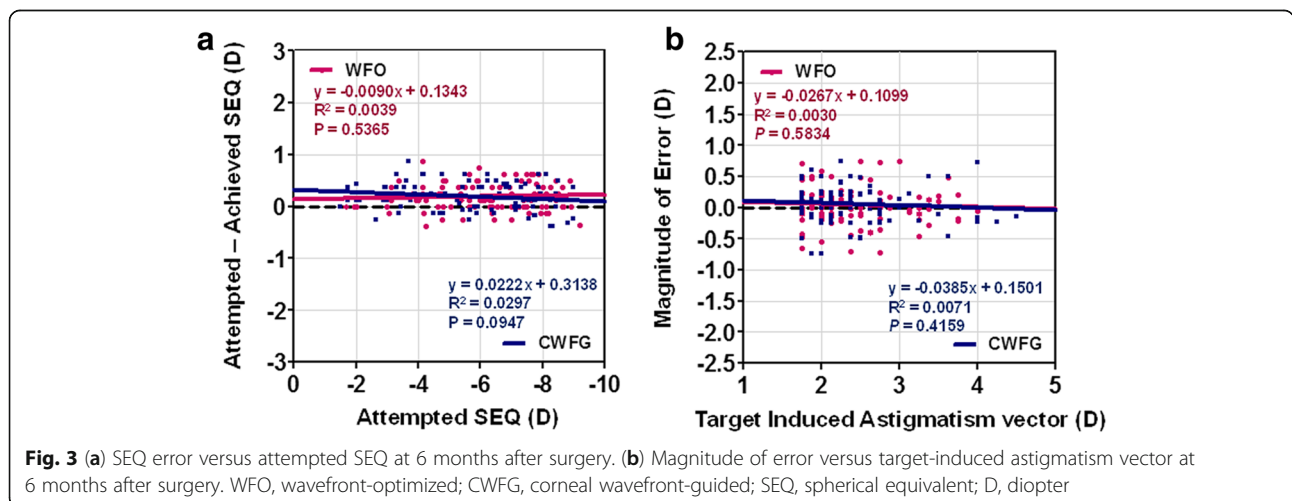 a
Attempted – Achieved SEQ (D)
3
2
1
0
-1
-2
-3
WFO
y = -0.0090x + 0.1343
R² = 0.0039
P = 0.5365
y = 0.0222x + 0.3138
R² = 0.0297
P = 0.0947
CWFG
0 -2 -4 -6 -8 -10
Attempted SEQ (D)
b
Magnitude of Error (D)
2.5
2.0
1.5
1.0
0.5
0.0
-0.5
-1.0
-1.5
-2.0
-2.5
WFO
y = -0.0267x + 0.1099
R² = 0.0030
P = 0.5834
y = -0.0385x + 0.1501
R² = 0.0071
P = 0.4159
CWFG
1 2 3 4 5
Target Induced Astigmatism vector (D)
Fig. 3 (a) SEQ error versus attempted SEQ at 6 months after surgery. (b) Magnitude of error versus target-induced astigmatism vector at
6 months after surgery. WFO, wavefront-optimized; CWFG, corneal wavefront-guided; SEQ, spherical equivalent; D, diopter